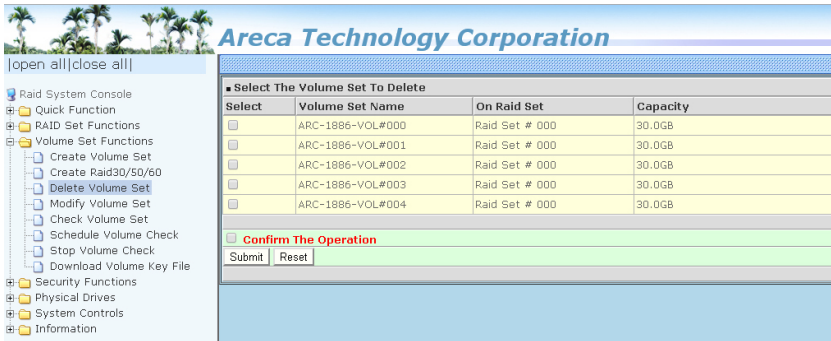 Areca Technology Corporation
|open all|close all|
Raid System Console
Quick Function
RAID Set Functions
Volume Set Functions
Create Volume Set
Create Raid30/50/60
Delete Volume Set
Modify Volume Set
Check Volume Set
Schedule Volume Check
Stop Volume Check
Download Volume Key File
Security Functions
Physical Drives
System Controls
Information
Select The Volume Set To Delete
Select Volume Set Name On Raid Set Capacity
ARC-1886-VOL#000 Raid Set # 000 30.0GB
ARC-1886-VOL#001 Raid Set # 000 30.0GB
ARC-1886-VOL#002 Raid Set # 000 30.0GB
ARC-1886-VOL#003 Raid Set # 000 30.0GB
ARC-1886-VOL#004 Raid Set # 000 30.0GB
Confirm The Operation
Submit Reset